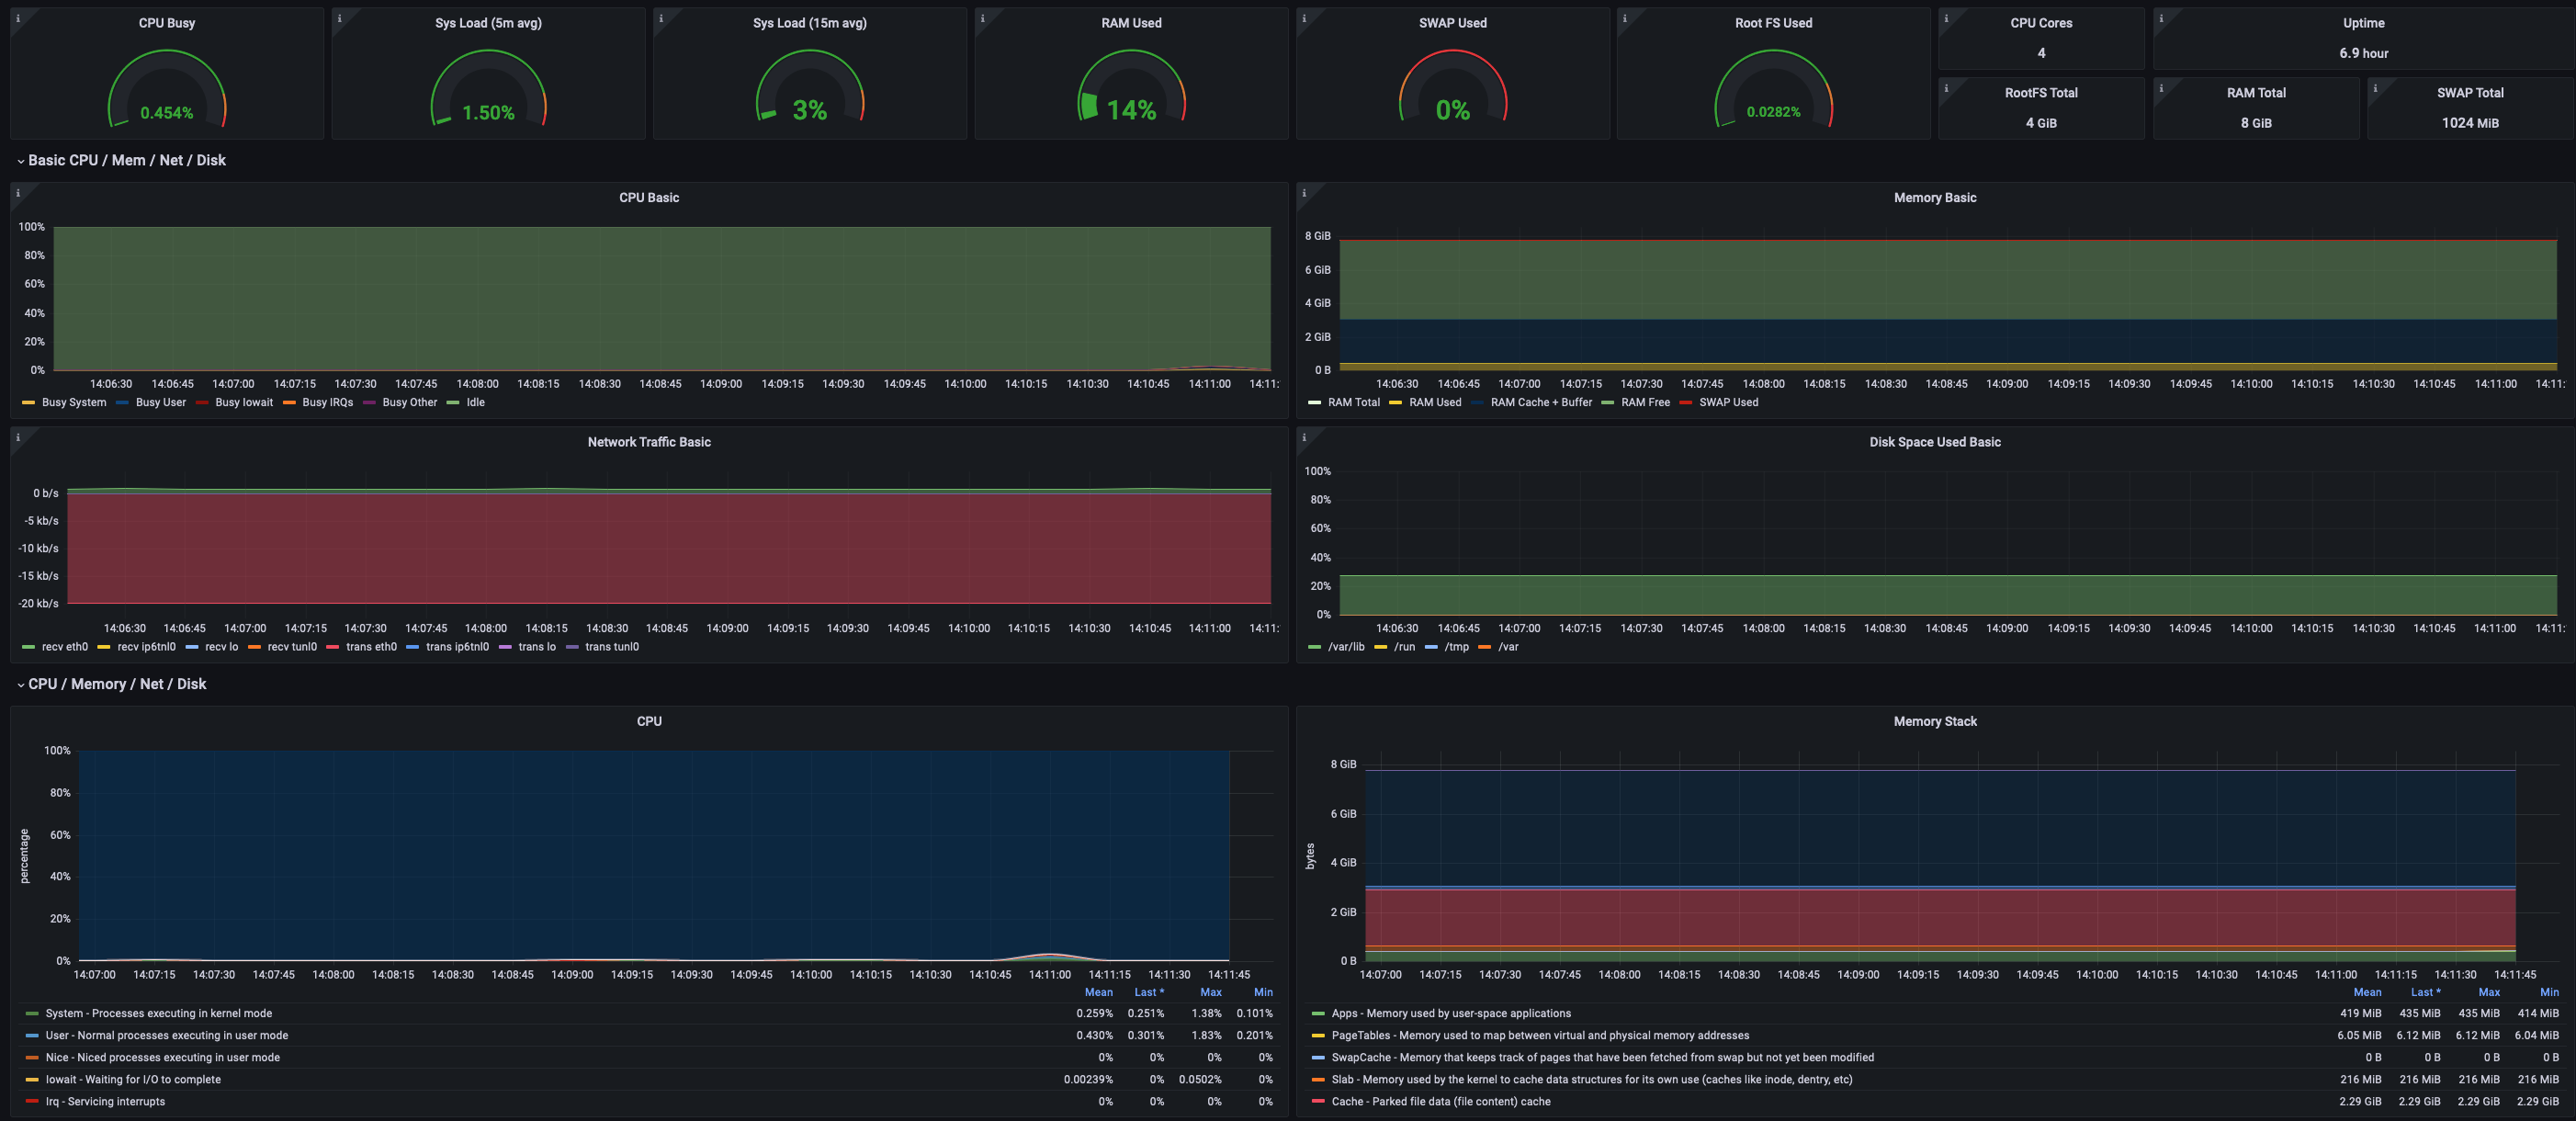 CPU Busy
0.454%
Sys Load (5m avg)
1.50%
Sys Load (15m avg)
3%
RAM Used
14%
SWAP Used
0%
Root FS Used
0.0282%
CPU Cores
4
Uptime
6.9 hour
RootFS Total
4 GiB
RAM Total
8 GiB
SWAP Total
1024 MiB
Basic CPU / Mem / Net / Disk
CPU Basic
100%
80%
60%
40%
20%
0%
14:06:30 14:06:45 14:07:00 14:07:15 14:07:30 14:07:45 14:08:00 14:08:15 14:08:30 14:08:45 14:09:00 14:09:15 14:09:30 14:09:45 14:10:00 14:10:15 14:10:30 14:10:45 14:11:00 14:11:
Busy System Busy User Busy Iowait Busy IRQs Busy Other Idle
Memory Basic
8 GiB
6 GiB
4 GiB
2 GiB
0 B
14:06:30 14:06:45 14:07:00 14:07:15 14:07:30 14:07:45 14:08:00 14:08:15 14:08:30 14:08:45 14:09:00 14:09:15 14:09:30 14:09:45 14:10:00 14:10:15 14:10:30 14:10:45 14:11:00 14:11:
RAM Total RAM Used RAM Cache + Buffer RAM Free SWAP Used
Network Traffic Basic
0 b/s
-5 kb/s
-10 kb/s
-15 kb/s
-20 kb/s
14:06:30 14:06:45 14:07:00 14:07:15 14:07:30 14:07:45 14:08:00 14:08:15 14:08:30 14:08:45 14:09:00 14:09:15 14:09:30 14:09:45 14:10:00 14:10:15 14:10:30 14:10:45 14:11:00 14:11:
recv eth0 recv ip6tnl0 recv lo recv tunl0 trans eth0 trans ip6tnl0 trans lo trans tunl0
Disk Space Used Basic
100%
80%
60%
40%
20%
0%
14:06:30 14:06:45 14:07:00 14:07:15 14:07:30 14:07:45 14:08:00 14:08:15 14:08:30 14:08:45 14:09:00 14:09:15 14:09:30 14:09:45 14:10:00 14:10:15 14:10:30 14:10:45 14:11:00 14:11:
/var/lib /run /tmp /var
CPU / Memory / Net / Disk
CPU
percentage
100%
80%
60%
40%
20%
0%
14:07:00 14:07:15 14:07:30 14:07:45 14:08:00 14:08:15 14:08:30 14:08:45 14:09:00 14:09:15 14:09:30 14:09:45 14:10:00 14:10:15 14:10:30 14:10:45 14:11:00 14:11:15 14:11:30 14:11:45
Mean Last * Max Min
System - Processes executing in kernel mode 0.259% 0.251% 1.38% 0.101%
User - Normal processes executing in user mode 0.430% 0.301% 1.83% 0.201%
Nice - Niced processes executing in user mode 0% 0% 0% 0%
Iowait - Waiting for I/O to complete 0.00239% 0% 0.0502% 0%
Irq - Servicing interrupts 0% 0% 0% 0%
Memory Stack
bytes
8 GiB
6 GiB
4 GiB
2 GiB
0 B
14:07:00 14:07:15 14:07:30 14:07:45 14:08:00 14:08:15 14:08:30 14:08:45 14:09:00 14:09:15 14:09:30 14:09:45 14:10:00 14:10:15 14:10:30 14:10:45 14:11:00 14:11:15 14:11:30 14:11:45
Mean Last * Max Min
Apps - Memory used by user-space applications 419 MiB 435 MiB 435 MiB 414 MiB
PageTables - Memory used to map between virtual and physical memory addresses 6.05 MiB 6.12 MiB 6.12 MiB 6.04 MiB
SwapCache - Memory that keeps track of pages that have been fetched from swap but not yet been modified 0 B 0 B 0 B 0 B
Slab - Memory used by the kernel to cache data structures for its own use (caches like inode, dentry, etc) 216 MiB 216 MiB 216 MiB 216 MiB
Cache - Parked file data (file content) cache 2.29 GiB 2.29 GiB 2.29 GiB 2.29 GiB